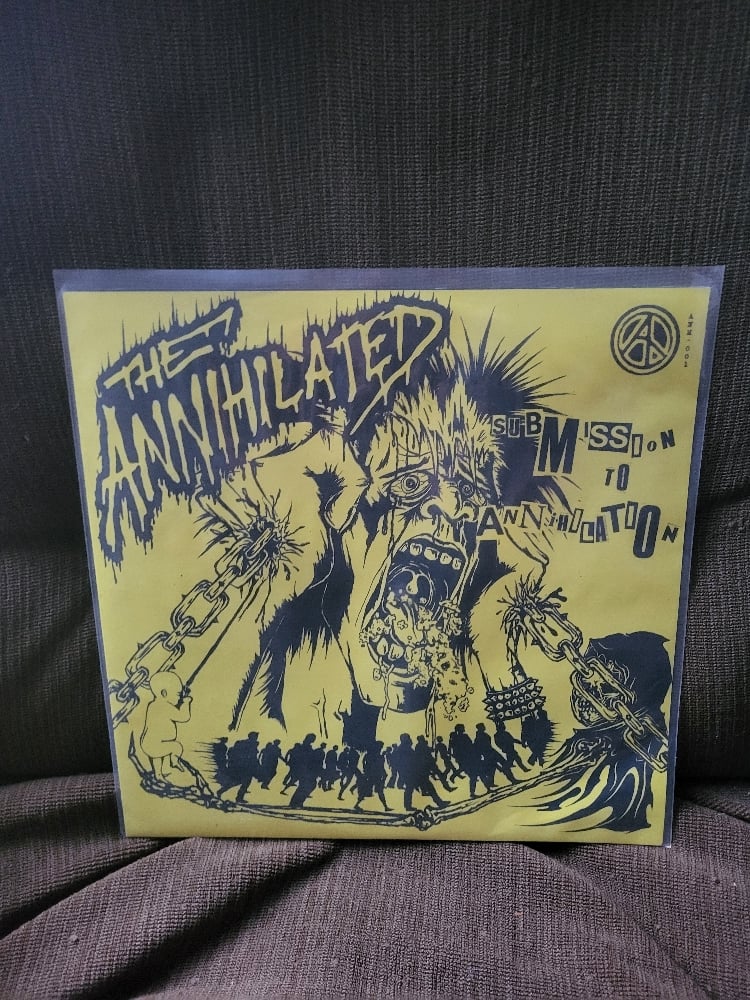 THE
ANNIHILATED
SUBMISSION
TO
ANNIHILATION